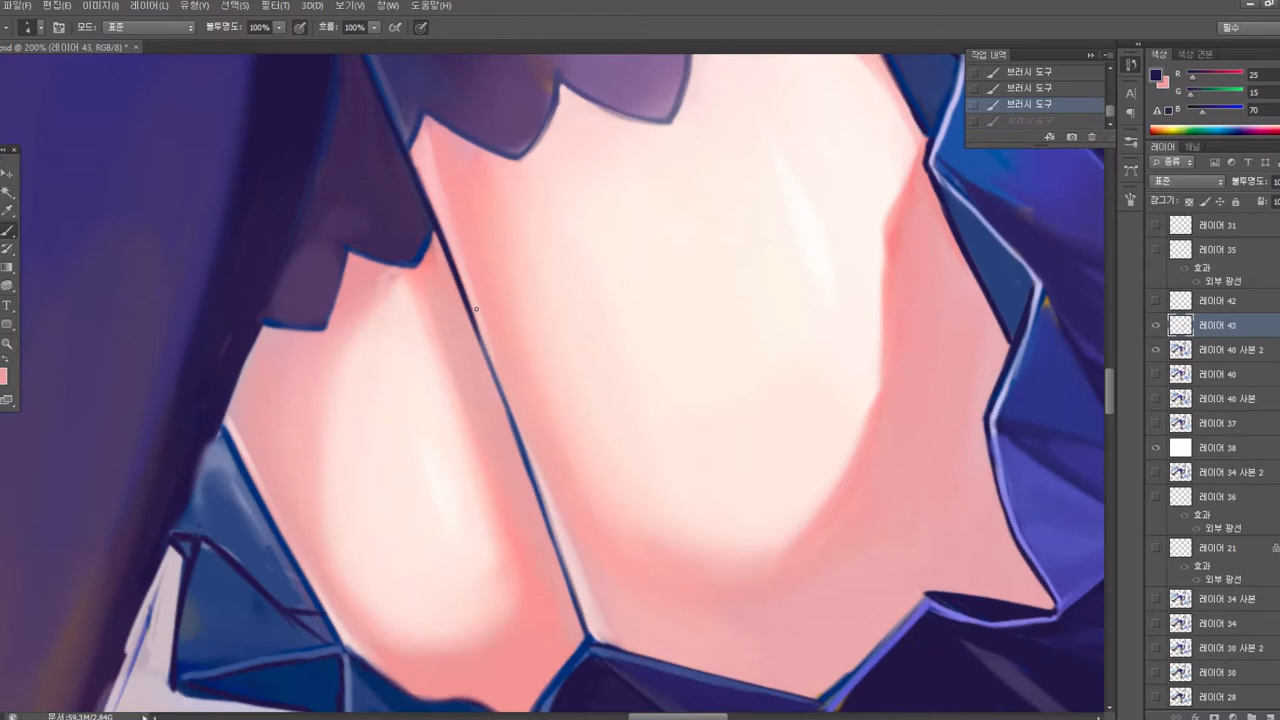 파일(F) 편집(E) 이미지(I) 레이어(L) 유형(Y) 선택(S) 필터(T) 3D(D) 보기(V) 창(W) 도움말(H)
4 모드: 표준 불투명도: 100% 흐름: 100% 필수
psd @ 200% (레이어 43, RGB/8) *
작업 내역
브러시 도구
브러시 도구
브러시 도구
브러시 도구
색상 색상 견본
R 25
G 15
B 70
레이어 채널
종류
표준 불투명도:
잠그기: 칠:
레이어 31
레이어 35
효과
외부 광선
레이어 42
레이어 43
레이어 40 사본 2
레이어 40
레이어 40 사본
레이어 37
레이어 38
레이어 34 사본 2
레이어 36
효과
외부 광선
레이어 21
효과
외부 광선
레이어 34 사본
레이어 34
레이어 30 사본 2
레이어 30
레이어 28
문서:59.3M/2.84G